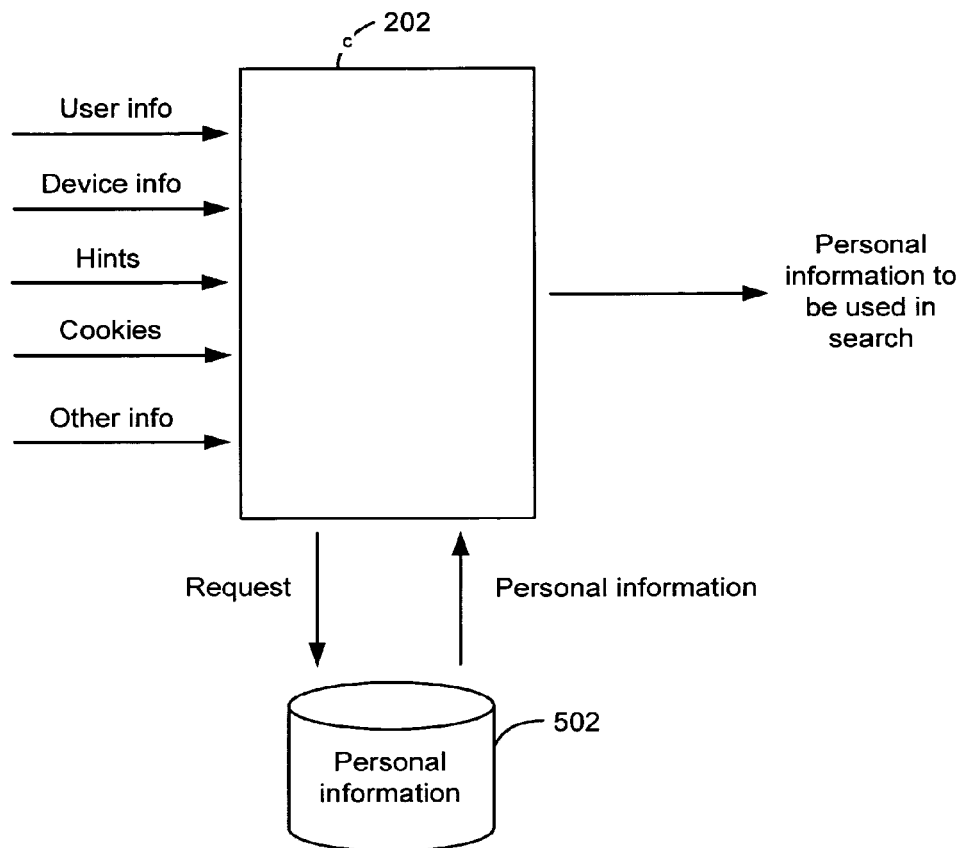 202
User info
Device info
Hints
Cookies
Other info
Personal
information to
be used in
search
Request
Personal information
502
Personal
information